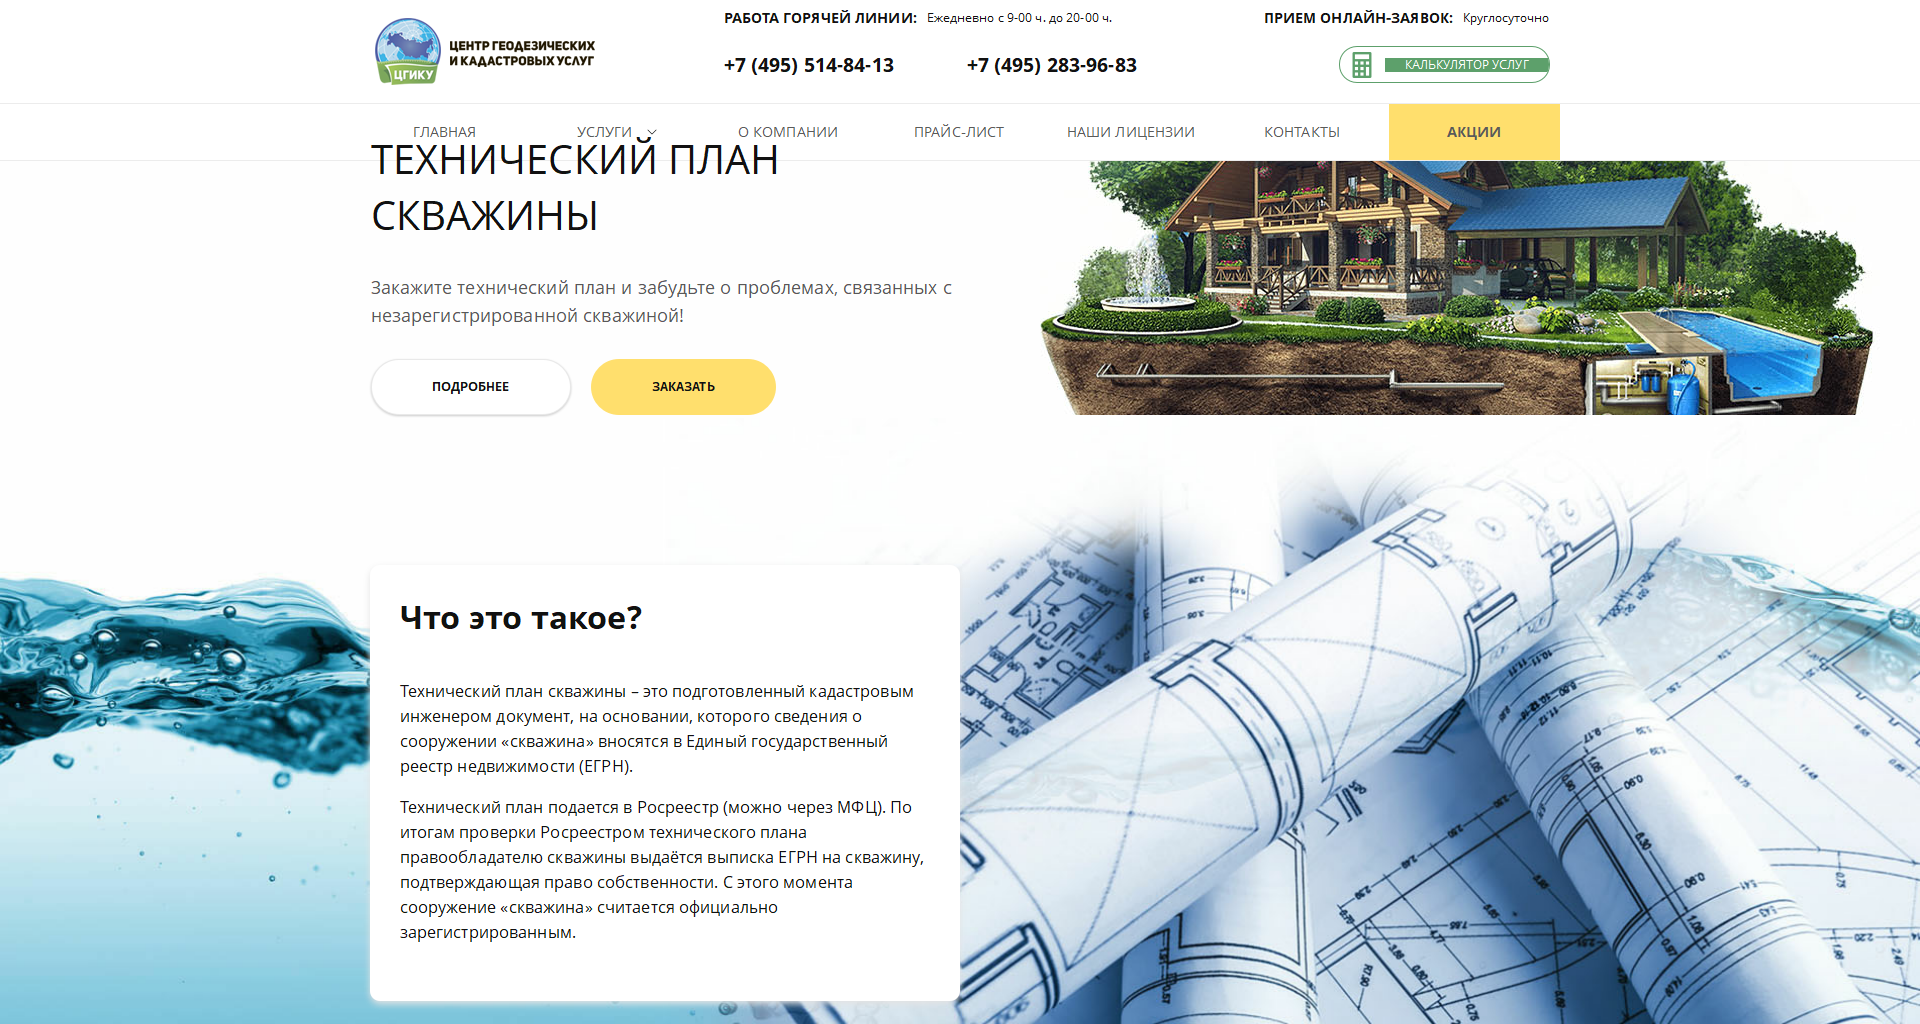 ЦЕНТР ГЕОДЕЗИЧЕСКИХ
И КАДАСТРОВЫХ УСЛУГ
ЦГИКУ
РАБОТА ГОРЯЧЕЙ ЛИНИИ: Ежедневно с 9-00 ч. до 20-00 ч.
+7 (495) 514-84-13 +7 (495) 283-96-83
ПРИЕМ ОНЛАЙН-ЗАЯВОК: Круглосуточно
КАЛЬКУЛЯТОР УСЛУГ
ГЛАВНАЯ УСЛУГИ О КОМПАНИИ ПРАЙС-ЛИСТ НАШИ ЛИЦЕНЗИИ КОНТАКТЫ АКЦИИ
ТЕХНИЧЕСКИЙ ПЛАН
СКВАЖИНЫ
Закажите технический план и забудьте о проблемах, связанных с
незарегистрированной скважиной!
ПОДРОБНЕЕ ЗАКАЗАТЬ
Что это такое?
Технический план скважины – это подготовленный кадастровым
инженером документ, на основании, которого сведения о
сооружении «скважина» вносятся в Единый государственный
реестр недвижимости (ЕГРН).
Технический план подается в Росреестр (можно через МФЦ). По
итогам проверки Росреестром технического плана
правообладателю скважины выдаётся выписка ЕГРН на скважину,
подтверждающая право собственности. С этого момента
сооружение «скважина» считается официально
зарегистрированным.